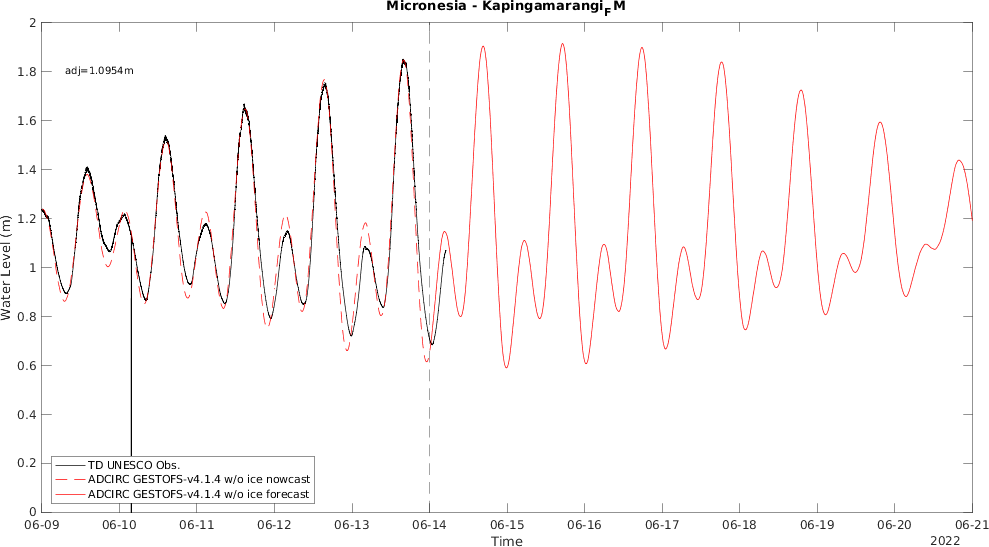 Micronesia - KapingamarangiFM
adj=1.0954m
Water Level (m)
2
1.8
1.6
1.4
1.2
1
0.8
0.6
0.4
0.2
0
TD UNESCO Obs.
ADCIRC GESTOFS-v4.1.4 w/o ice nowcast
ADCIRC GESTOFS-v4.1.4 w/o ice forecast
06-09 06-10 06-11 06-12 06-13 06-14 06-15 06-16 06-17 06-18 06-19 06-20 06-21
Time
2022